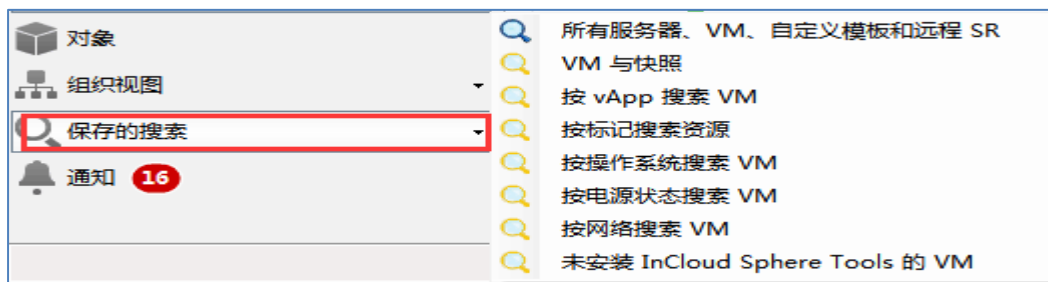 对象
组织视图
保存的搜索
通知 16
所有服务器、VM、自定义模板和远程 SR
VM 与快照
按 vApp 搜索 VM
按标记搜索资源
按操作系统搜索 VM
按电源状态搜索 VM
按网络搜索 VM
未安装 InCloud Sphere Tools 的 VM